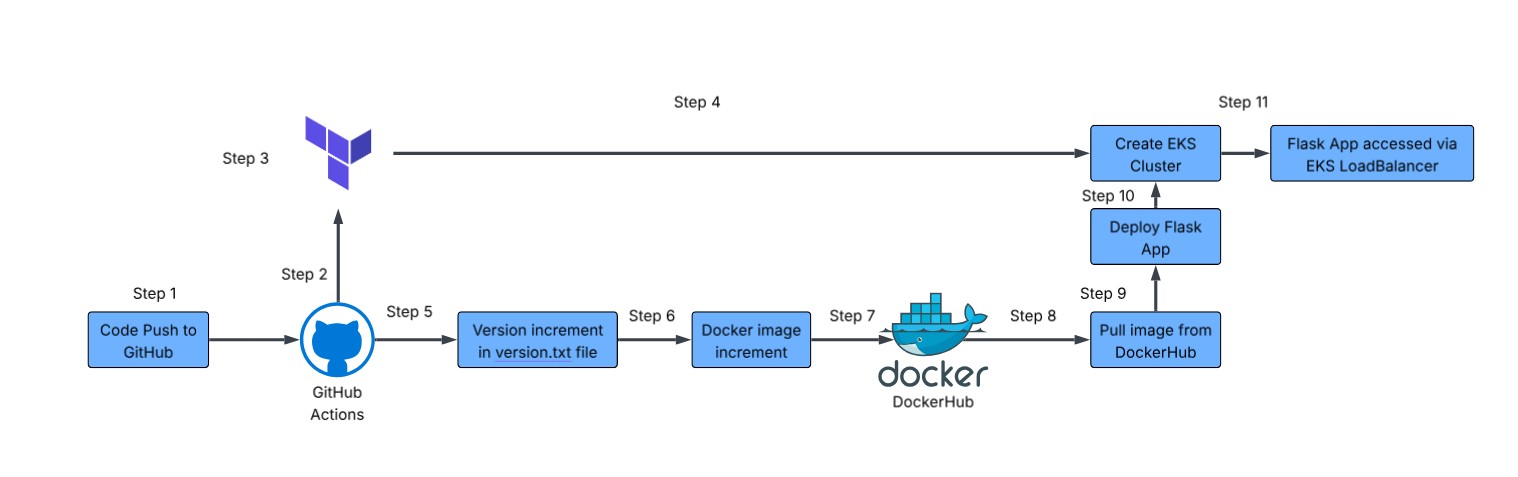 Step 4
Step 11
Step 3
Create EKS
Cluster
Flask App accessed via
EKS LoadBalancer
Step 10
Deploy Flask
App
Step 2
Step 1
Code Push to
GitHub
GitHub
Actions
Step 5
Version increment
in version.txt file
Step 6
Docker image
increment
Step 7
docker
DockerHub
Step 8
Step 9
Pull image from
DockerHub